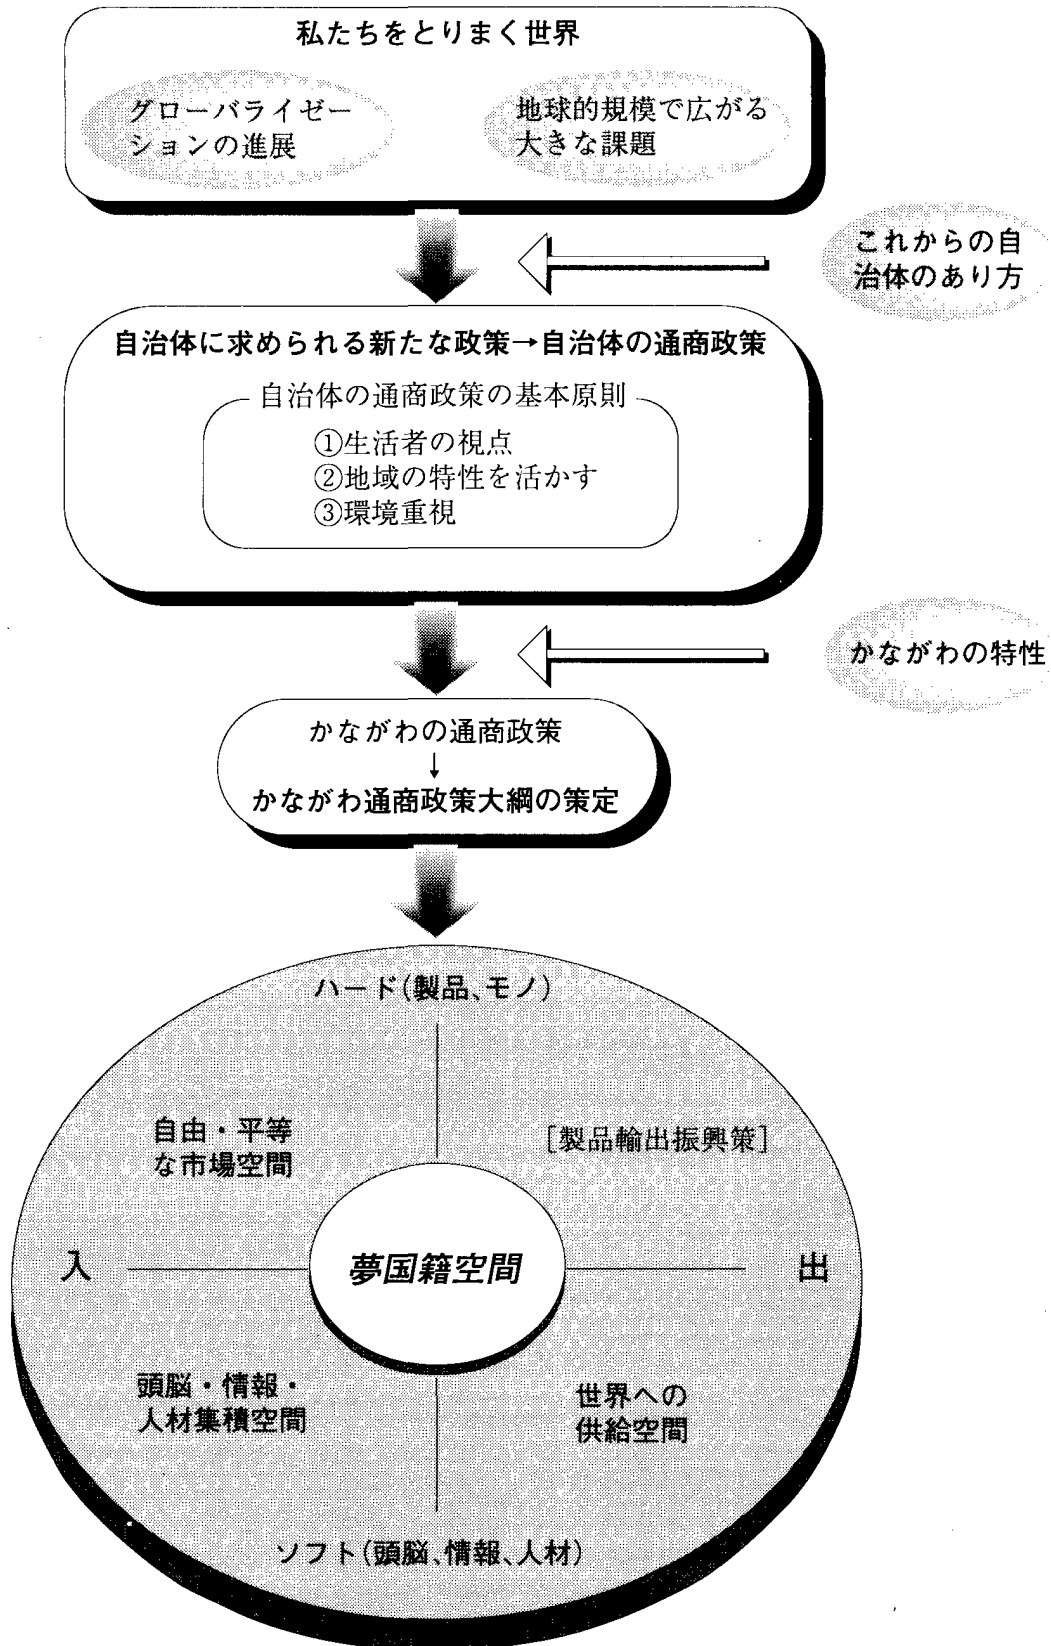 私たちをとりまく世界
グローバライゼー
ションの進展
地球的規模で広がる
大きな課題
これからの自
治体のあり方
自治体に求められる新たな政策→自治体の通商政策
自治体の通商政策の基本原則
①生活者の視点
②地域の特性を活かす
③環境重視
かながわの特性
かながわの通商政策
↓
かながわ通商政策大綱の策定
ハード(製品、モノ)
自由・平等
な市場空間
[製品輸出振興策]
入
夢国籍空間
出
頭脳・情報・
人材集積空間
世界への
供給空間
ソフト(頭脳、情報、人材)